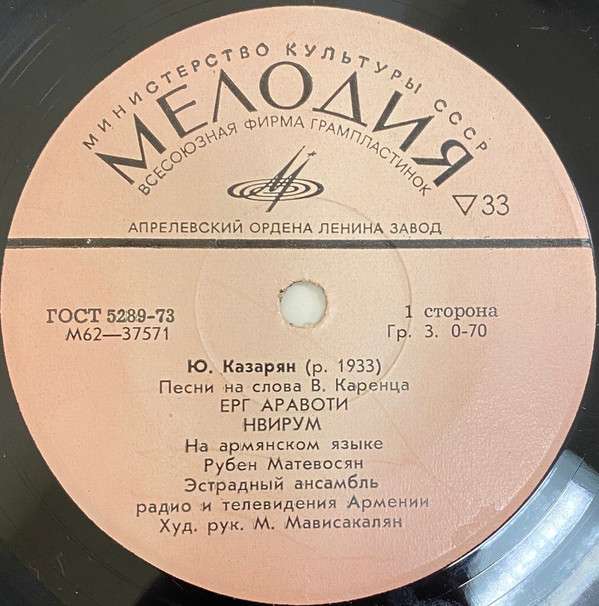 МИНИСТЕРСТВО КУЛЬТУРЫ СССР
МЕЛОДИЯ
ВСЕСОЮЗНАЯ ФИРМА ГРАМПЛАСТИНОК
▽33
АПРЕЛЕВСКИЙ ОРДЕНА ЛЕНИНА ЗАВОД
ГОСТ 5289-73
М62—37571
1 сторона
Гр. 3. 0-70
Ю. Казарян (р. 1933)
Песни на слова В. Каренца
ЕРГ АРАВОТИ
НВИРУМ
На армянском языке
Рубен Матевосян
Эстрадный ансамбль
радио и телевидения Армении
Худ. рук. М. Мависакалян